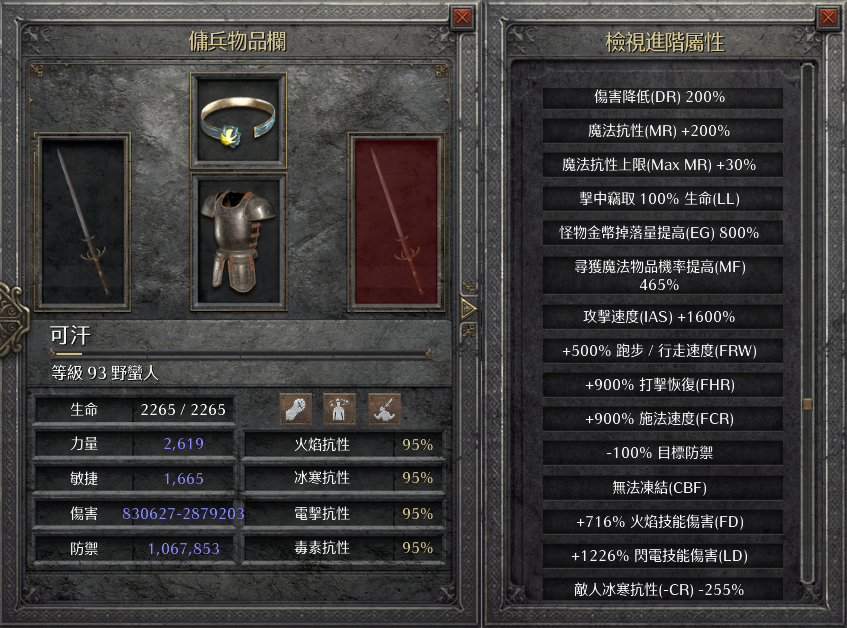 傭兵物品欄
可汗
等級 93 野蠻人
生命 2265 / 2265
力量 2,619
敏捷 1,665
傷害 830627-2879203
防禦 1,067,853
火焰抗性 95%
冰寒抗性 95%
電擊抗性 95%
毒素抗性 95%
檢視進階屬性
傷害降低(DR) 200%
魔法抗性(MR) +200%
魔法抗性上限(Max MR) +30%
擊中竊取 100% 生命(LL)
怪物金幣掉落量提高(EG) 800%
尋獲魔法物品機率提高(MF)
465%
攻擊速度(IAS) +1600%
+500% 跑步 / 行走速度(FRW)
+900% 打擊恢復(FHR)
+900% 施法速度(FCR)
-100% 目標防禦
無法凍結(CBF)
+716% 火焰技能傷害(FD)
+1226% 閃電技能傷害(LD)
敵人冰寒抗性(-CR) -255%